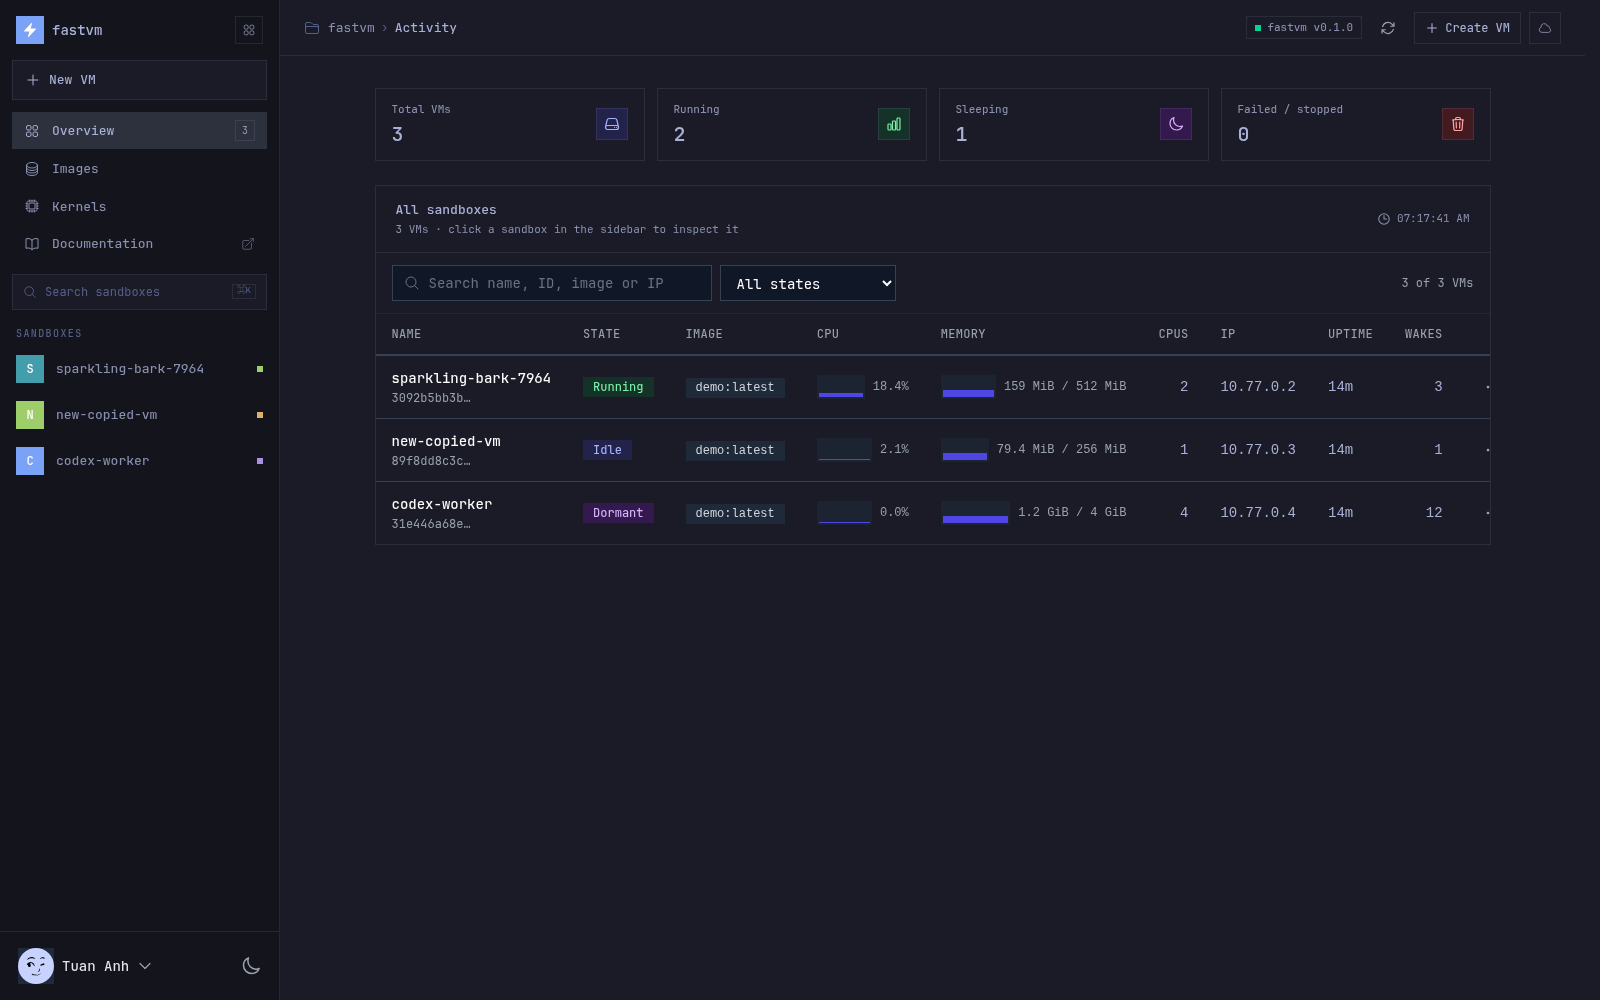 fastvm
New VM
Overview 3
Images
Kernels
Documentation
Search sandboxes ⌘K
SANDBOXES
S sparkling-bark-7964
N new-copied-vm
C codex-worker
Tuan Anh
fastvm › Activity
fastvm v0.1.0
Create VM
Total VMs
3
Running
2
Sleeping
1
Failed / stopped
0
All sandboxes
3 VMs · click a sandbox in the sidebar to inspect it
07:17:41 AM
Search name, ID, image or IP
All states
3 of 3 VMs
NAME STATE IMAGE CPU MEMORY CPUS IP UPTIME WAKES
sparkling-bark-7964 Running demo:latest 18.4% 159 MiB / 512 MiB 2 10.77.0.2 14m 3
3092b5bb3b…
new-copied-vm Idle demo:latest 2.1% 79.4 MiB / 256 MiB 1 10.77.0.3 14m 1
89f8dd8c3c…
codex-worker Dormant demo:latest 0.0% 1.2 GiB / 4 GiB 4 10.77.0.4 14m 12
31e446a68e…